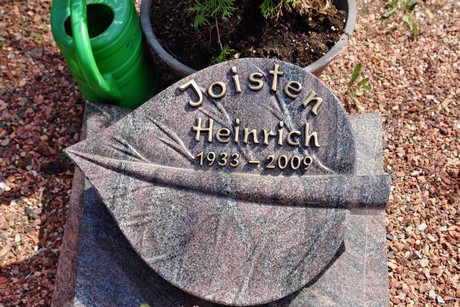 Joisten
Heinrich
1933 - 2009